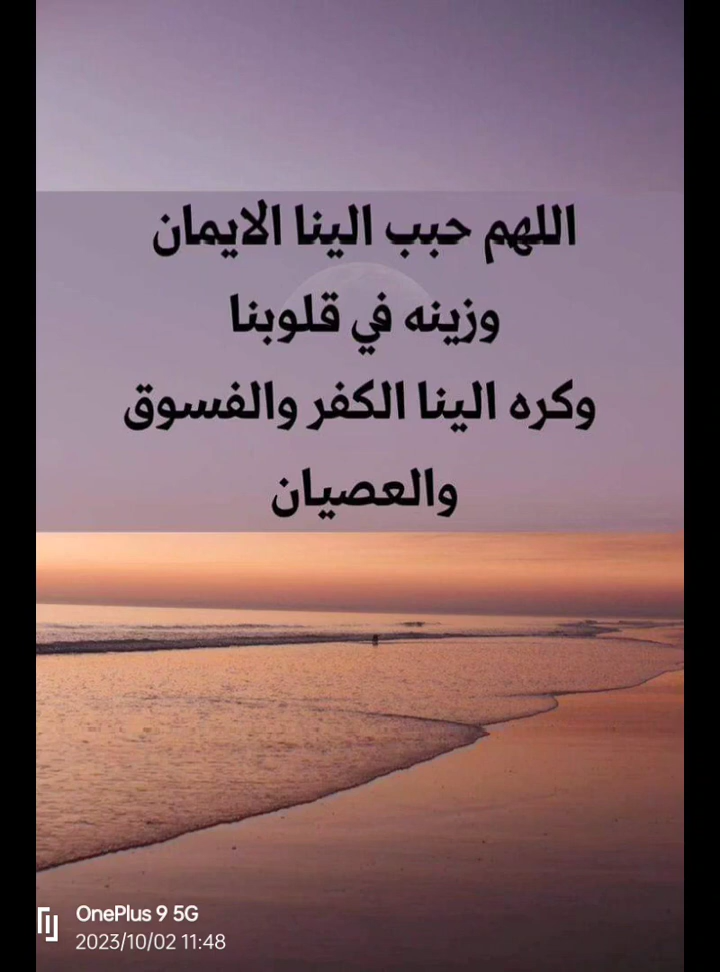 اللهم حبب الينا الايمان
وزينه في قلوبنا
وكره الينا الكفر والفسوق
والعصيان
OnePlus 9 5G
2023/10/02 11:48